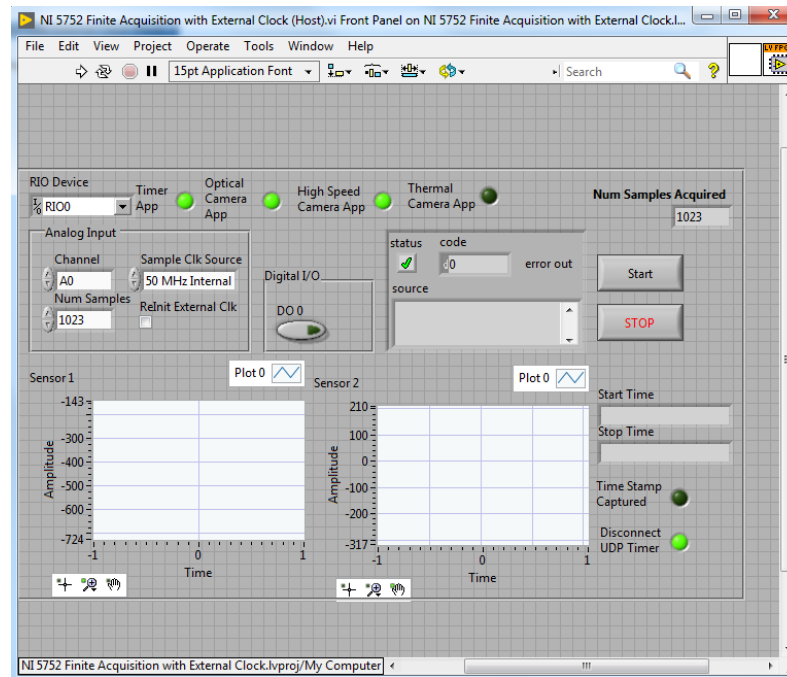 NI 5752 Finite Acquisition with External Clock (Host).vi Front Panel on NI 5752 Finite Acquisition with External Clock.l...
File Edit View Project Operate Tools Window Help
15pt Application Font
Search
LV FPG
RIO Device
Timer App
Optical Camera App
High Speed Camera App
Thermal Camera App
Num Samples Acquired
RIO0
1023
Analog Input
Channel
Sample Clk Source
A0
50 MHz Internal
Num Samples
ReInit External Clk
1023
Digital I/O
DO 0
status
code
0
error out
source
Start
STOP
Sensor 1
Plot 0
-143
-300
-400
-500
-600
-724
Amplitude
-1
0
1
Time
Sensor 2
Plot 0
210
100
0
-100
-200
-317
Amplitude
-1
0
1
Time
Start Time
Stop Time
Time Stamp
Captured
Disconnect
UDP Timer
NI 5752 Finite Acquisition with External Clock.lvproj/My Computer